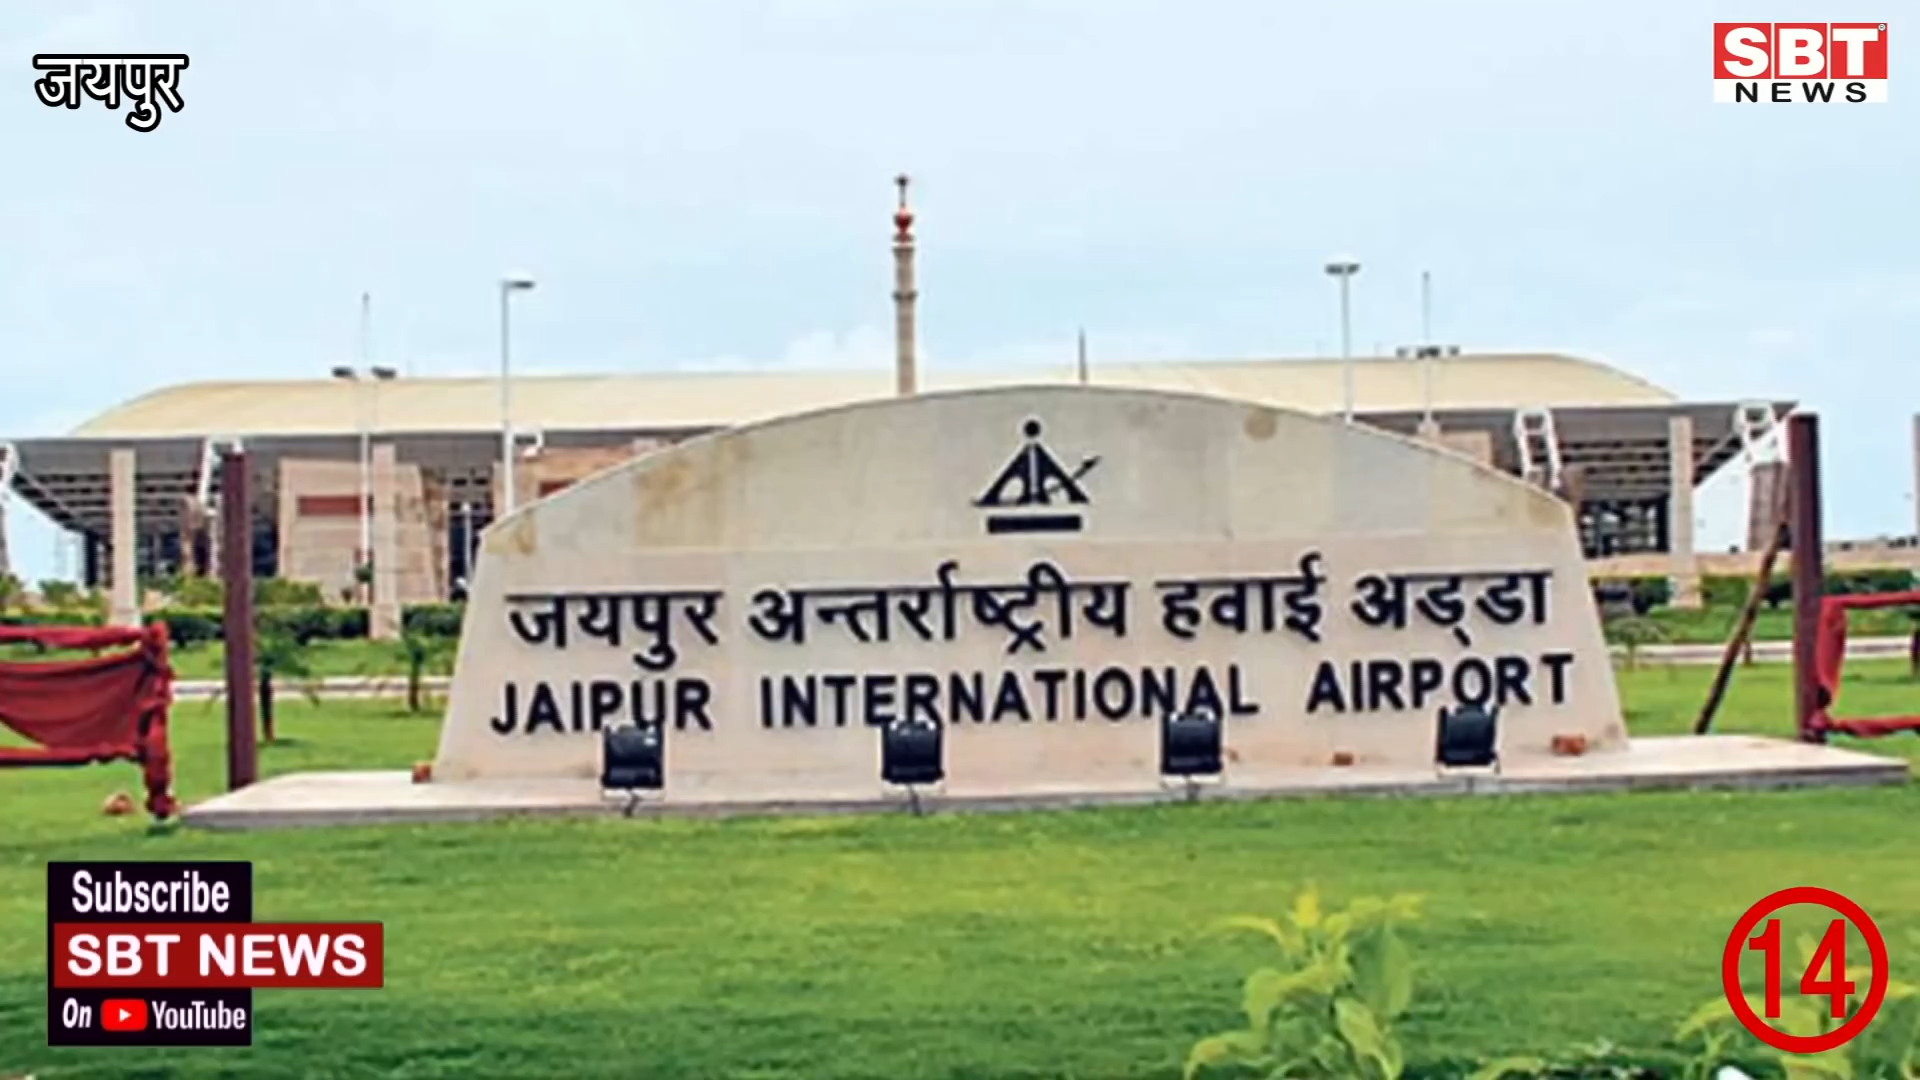 जयपुर
SBT
NEWS
जयपुर अन्तर्राष्ट्रीय हवाई अड्डा
JAIPUR INTERNATIONAL AIRPORT
Subscribe
SBT NEWS
On YouTube
14